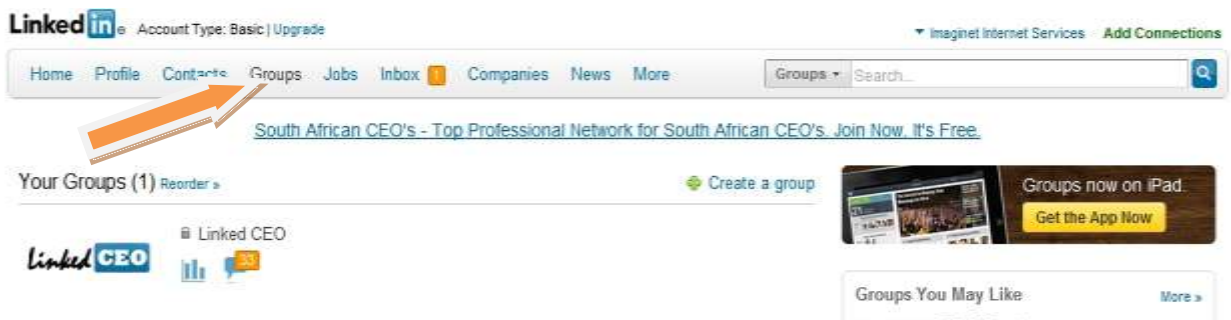 Linked in Account Type: Basic | Upgrade
Imaginet Internet Services Add Connections
Home Profile Contacts Groups Jobs Inbox 1 Companies News More
Groups Search...
South African CEO's - Top Professional Network for South African CEO's. Join Now. It's Free.
Your Groups (1) Reorder »
Create a group
Groups now on iPad.
Get the App Now
Linked CEO
Linked CEO
33
Groups You May Like More »